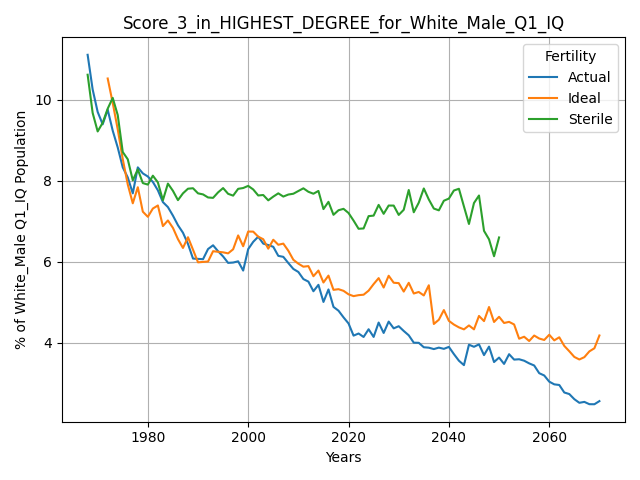 Score_3_in_HIGHEST_DEGREE_for_White_Male_Q1_IQ
Fertility
Actual
Ideal
Sterile
% of White_Male Q1_IQ Population
10
8
6
4
1980 2000 2020 2040 2060
Years